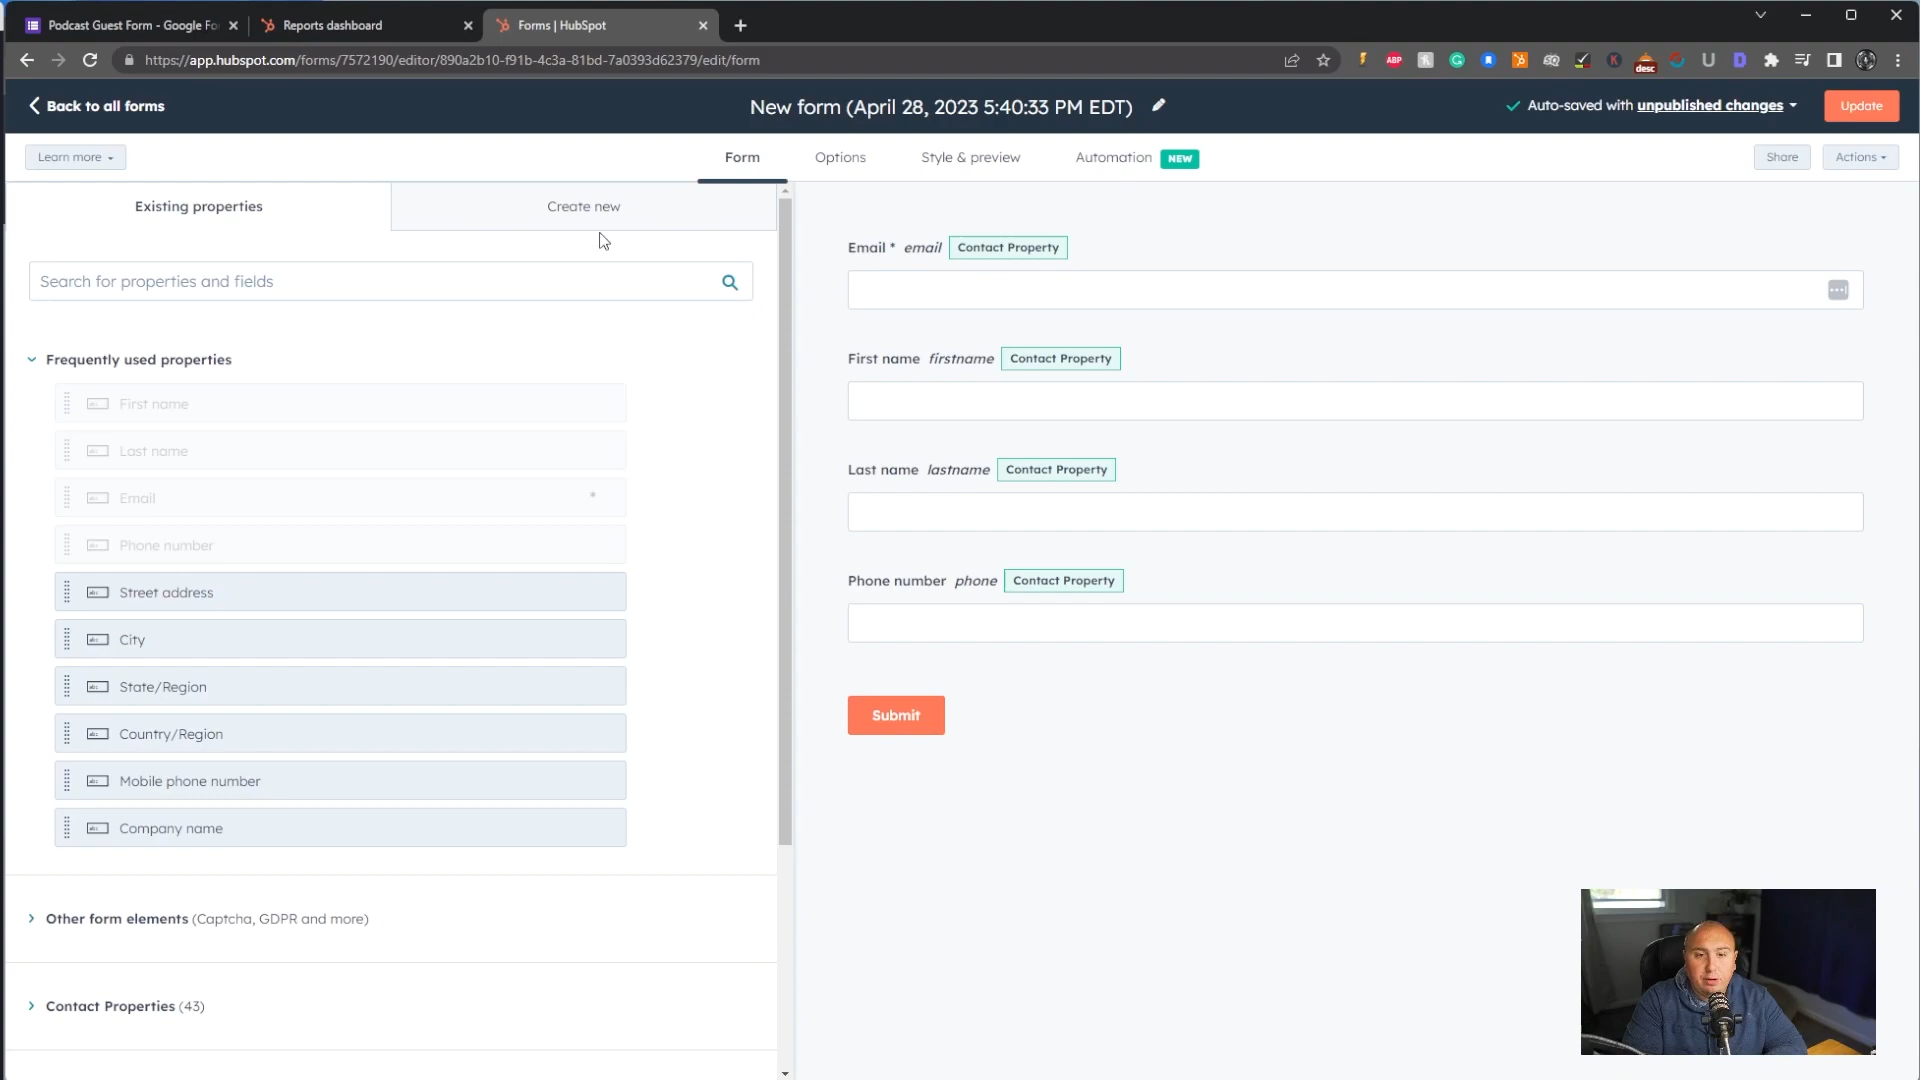 Podcast Guest Form - Google Fo
Reports dashboard
Forms | HubSpot
https://app.hubspot.com/forms/7572190/editor/890a2b10-f91b-4c3a-81bd-7a0393d62379/edit/form
ABP
desc
Back to all forms
New form (April 28, 2023 5:40:33 PM EDT)
Auto-saved with unpublished changes
Update
Learn more
Form
Options
Style & preview
Automation NEW
Share
Actions
Existing properties
Create new
Search for properties and fields
Frequently used properties
First name
Last name
Email *
Phone number
Street address
City
State/Region
Country/Region
Mobile phone number
Company name
Other form elements (Captcha, GDPR and more)
Contact Properties (43)
Email * email Contact Property
First name firstname Contact Property
Last name lastname Contact Property
Phone number phone Contact Property
Submit